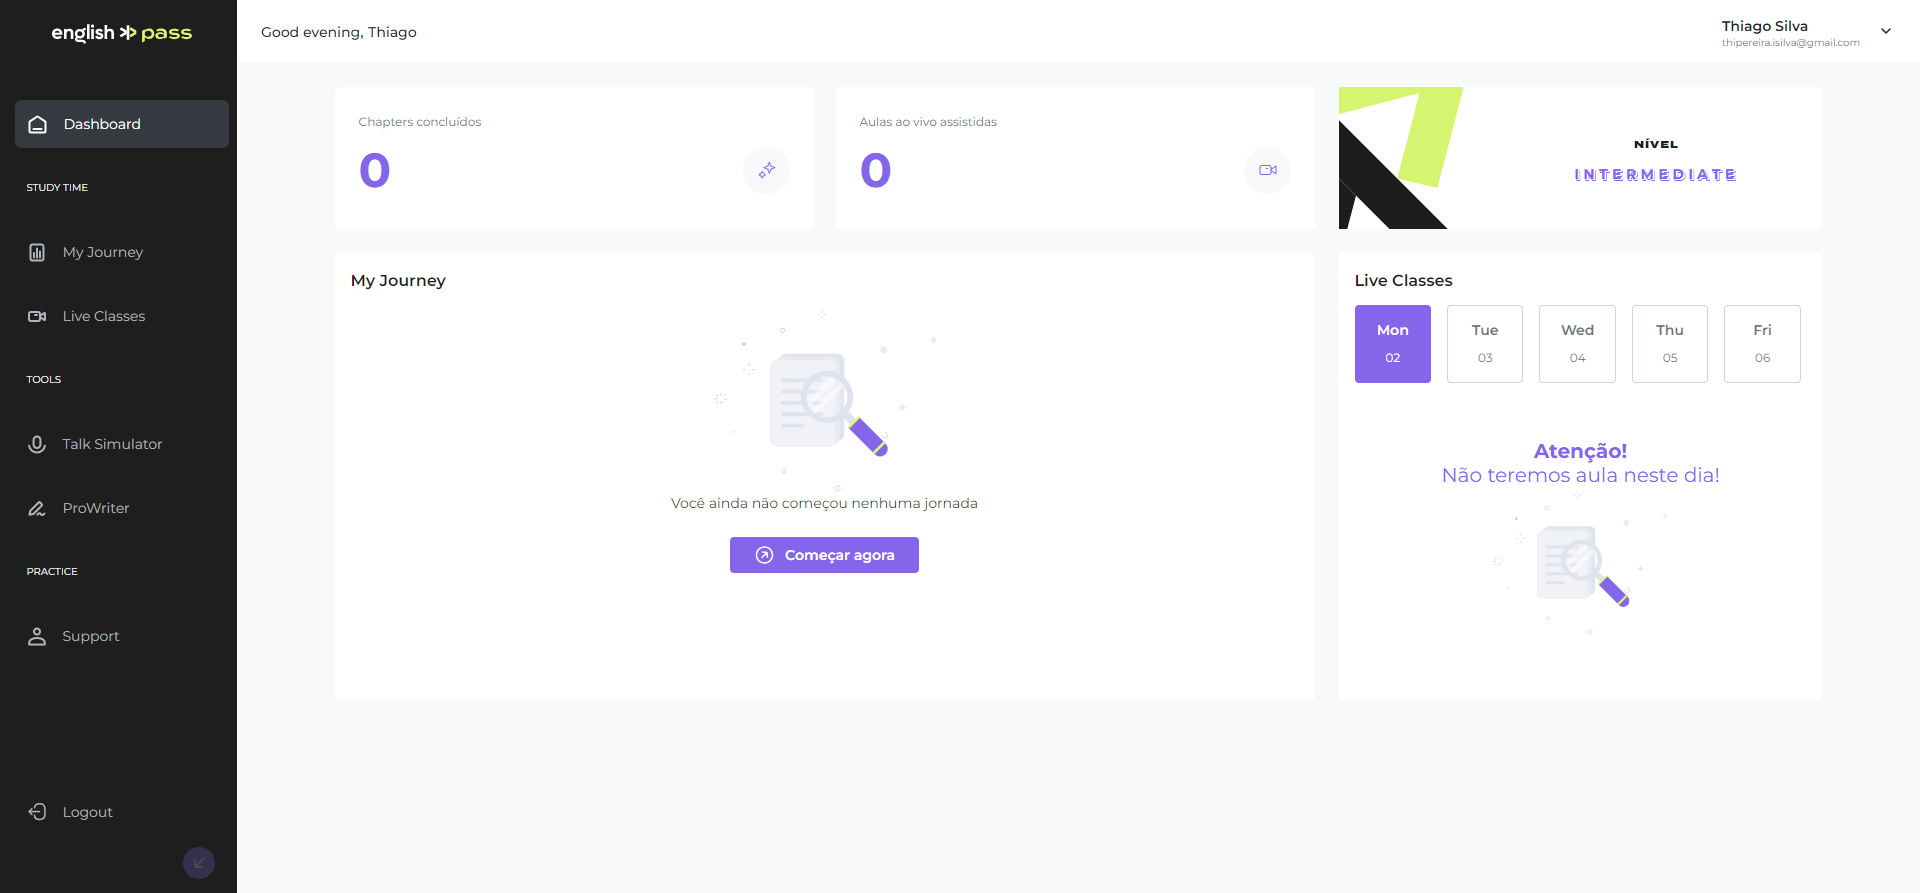 english pass
Good evening, Thiago
Thiago Silva
thipereira.isilva@gmail.com
Dashboard
STUDY TIME
My Journey
Live Classes
TOOLS
Talk Simulator
ProWriter
PRACTICE
Support
Logout
Chapters concluídos
0
Aulas ao vivo assistidas
0
NÍVEL
INTERMEDIATE
My Journey
Você ainda não começou nenhuma jornada
Começar agora
Live Classes
Mon Tue Wed Thu Fri
02 03 04 05 06
Atenção!
Não teremos aula neste dia!